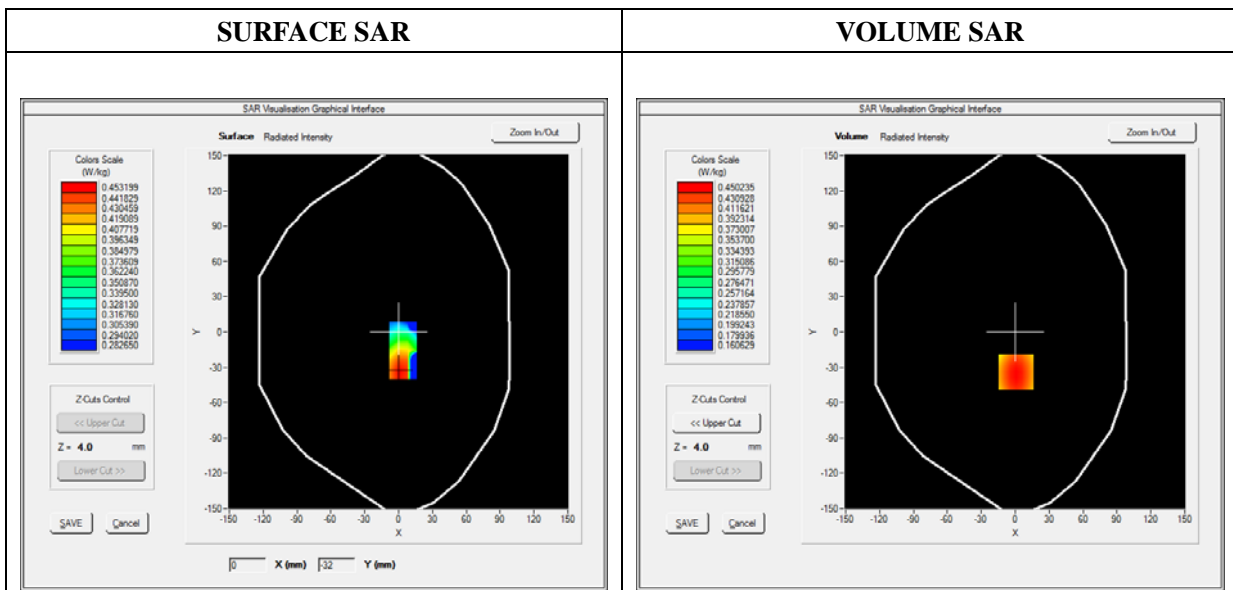 SURFACE SAR
VOLUME SAR
SAR Visualisation Graphical Interface
Surface Radiated Intensity
Zoom In/Out
Colors Scale
(W/kg)
0.453199
0.441829
0.430459
0.419089
0.407719
0.396349
0.384979
0.373609
0.362240
0.350870
0.339500
0.328130
0.316760
0.305390
0.294020
0.282650
150
120
90
60
30
0
-30
-60
-90
-120
-150
Y
-150 -120 -90 -60 -30 0 30 60 90 120 150
X
Z-Cuts Control
<< Upper Cut
Z = 4.0 mm
Lower Cut >>
SAVE Cancel
0 X (mm) -32 Y (mm)
SAR Visualisation Graphical Interface
Volume Radiated Intensity
Zoom In/Out
Colors Scale
(W/kg)
0.450235
0.430928
0.411621
0.392314
0.373007
0.353700
0.334393
0.315086
0.295779
0.276471
0.257164
0.237857
0.218550
0.199243
0.179936
0.160629
150
120
90
60
30
0
-30
-60
-90
-120
-150
Y
-150 -120 -90 -60 -30 0 30 60 90 120 150
X
Z-Cuts Control
<< Upper Cut
Z = 4.0 mm
Lower Cut >>
SAVE Cancel